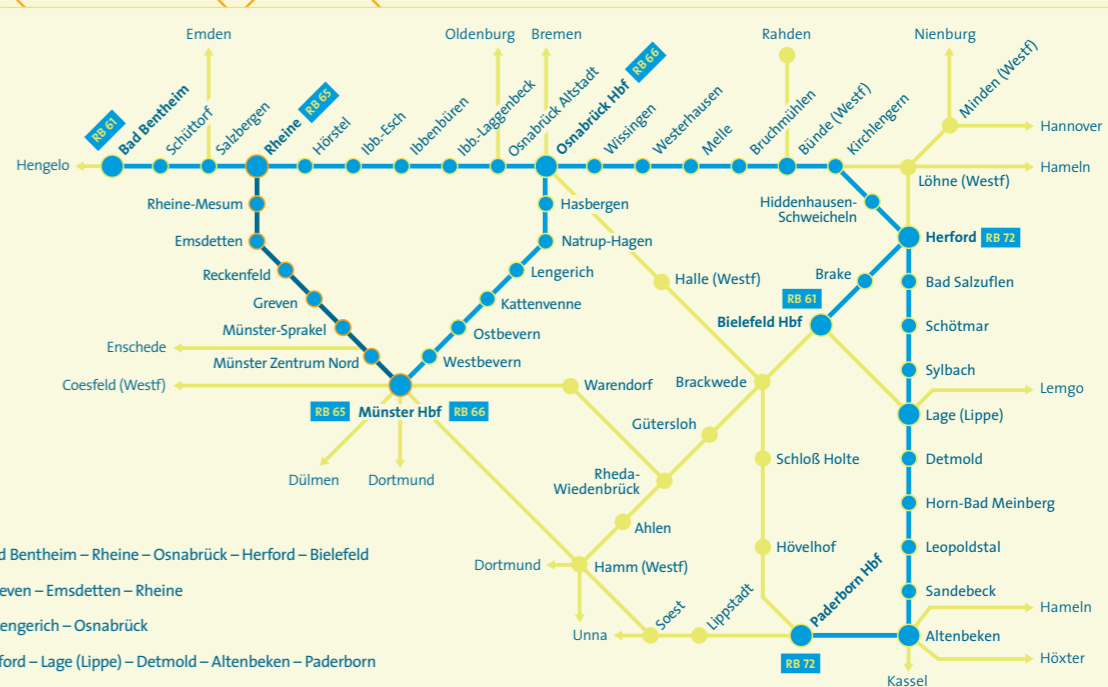 Emden
Oldenburg
Bremen
Rahden
Nienburg
RB 61
Bad Bentheim
Schüttorf
Salzbergen
Rheine
RB 65
Hörstel
Ibb-Esch
Ibbenbüren
Ibb-Laggenbeck
Osnabrück Altstadt
Osnabrück Hbf
RB 66
Wissingen
Westerhausen
Melle
Bruchmühlen
Bünde (Westf)
Kirchlengern
Minden (Westf)
Hannover
Hengelo
Hameln
Löhne (Westf)
Rheine-Mesum
Hasbergen
Hiddenhausen-
Schweicheln
Emsdetten
Natrup-Hagen
Herford
RB 72
Reckenfeld
Lengerich
Halle (Westf)
Brake
Bad Salzuflen
Greven
Kattenvenne
RB 61
Bielefeld Hbf
Schötmar
Münster-Sprakel
Ostbevern
Enschede
Münster Zentrum Nord
Westbevern
Sylbach
Coesfeld (Westf)
Warendorf
Brackwede
Lemgo
RB 65
Münster Hbf
RB 66
Lage (Lippe)
Gütersloh
Dülmen
Dortmund
Schloß Holte
Detmold
Rheda-
Wiedenbrück
Horn-Bad Meinberg
Ahlen
Hövelhof
Leopoldstal
d Bentheim – Rheine – Osnabrück – Herford – Bielefeld
Dortmund
Hamm (Westf)
even – Emsdetten – Rheine
Sandebeck
engerich – Osnabrück
Unna
Soest
Lippstadt
Paderborn Hbf
RB 72
Altenbeken
Hameln
Höxter
ford – Lage (Lippe) – Detmold – Altenbeken – Paderborn
Kassel